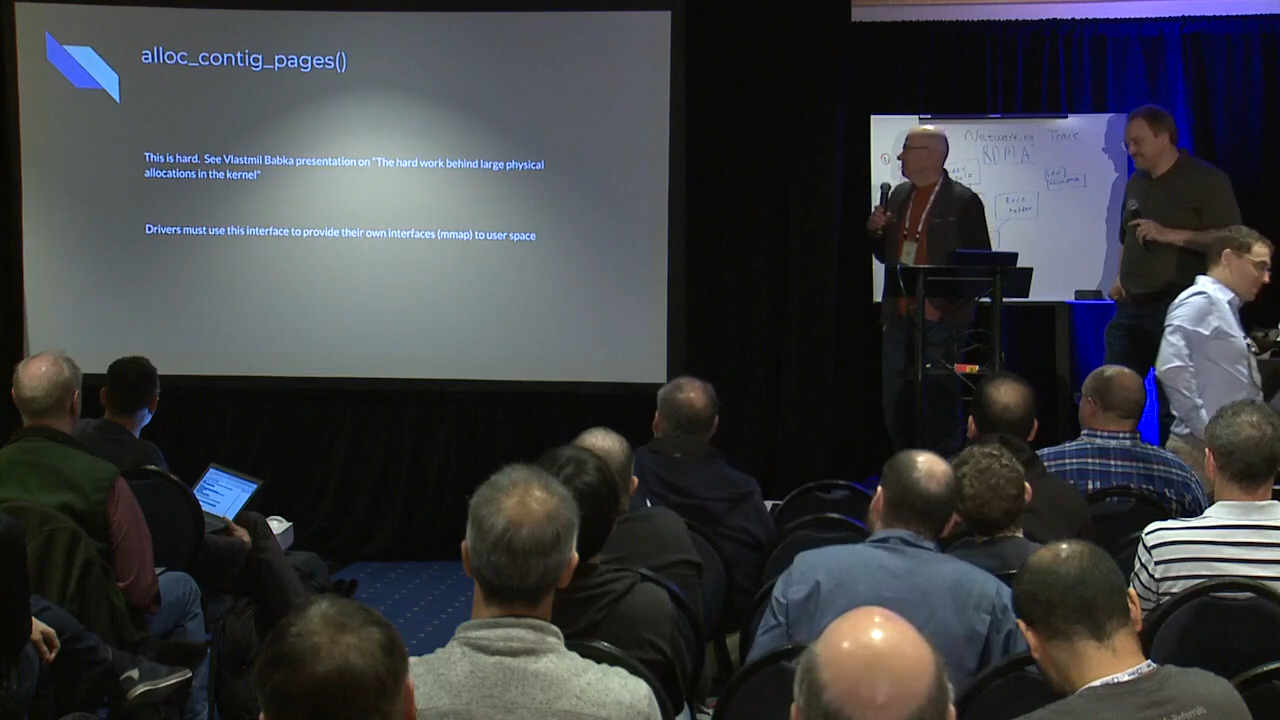 alloc_contig_pages()
This is hard. See Vlastmil Babka presentation on "The hard work behind large physical
allocations in the kernel"
Drivers must use this interface to provide their own interfaces (mmap) to user space
Networking Track
RDMA